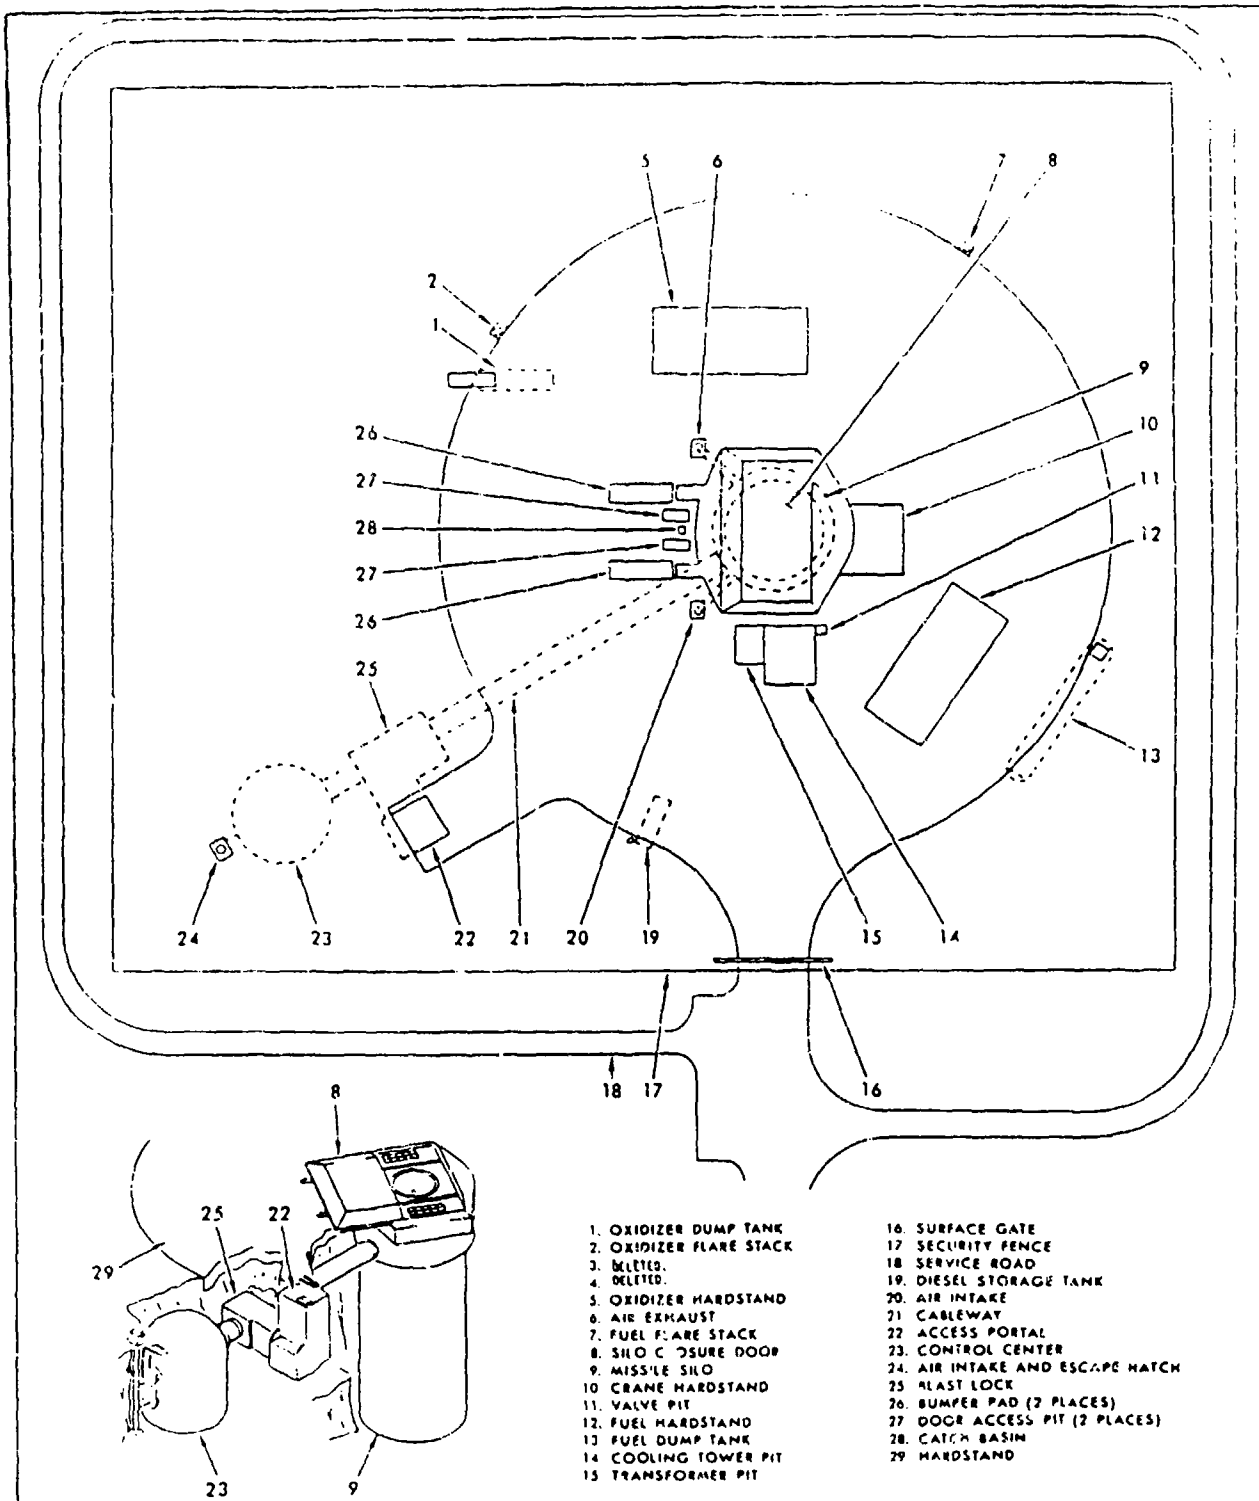 5
6
7
8
2
1
9
10
26
27
11
28
12
27
26
25
13
24
23
22
21
20
19
15
14
18
17
16
8
25
22
29
23
9
1. OXIDIZER DUMP TANK
2. OXIDIZER FLARE STACK
3. DELETED.
4. DELETED.
5. OXIDIZER HARDSTAND
6. AIR EXHAUST
7. FUEL FLARE STACK
8. SILO C OSURE DOOR
9. MISSILE SILO
10 CRANE HARDSTAND
11. VALVE PIT
12. FUEL HARDSTAND
13 FUEL DUMP TANK
14 COOLING TOWER PIT
15 TRANSFORMER PIT
16. SURFACE GATE
17 SECURITY FENCE
18 SERVICE ROAD
19. DIESEL STORAGE TANK
20. AIR INTAKE
21 CABLEWAY
22 ACCESS PORTAL
23. CONTROL CENTER
24. AIR INTAKE AND ESCAPE HATCH
25 BLAST LOCK
26. BUMPER PAD (2 PLACES)
27 DOOR ACCESS PIT (2 PLACES)
28. CATCH BASIN
29 HARDSTAND